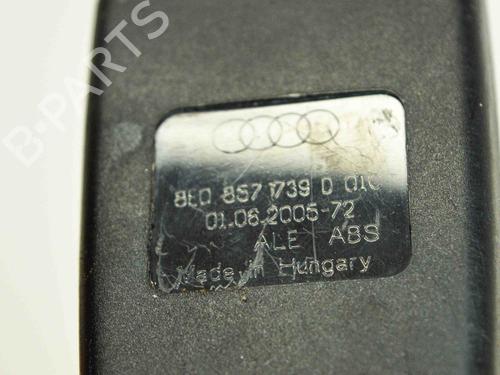 B-PARTS
8E0 857 739 D 01C
01.06.2005-72
ALE ABS
Made in Hungary